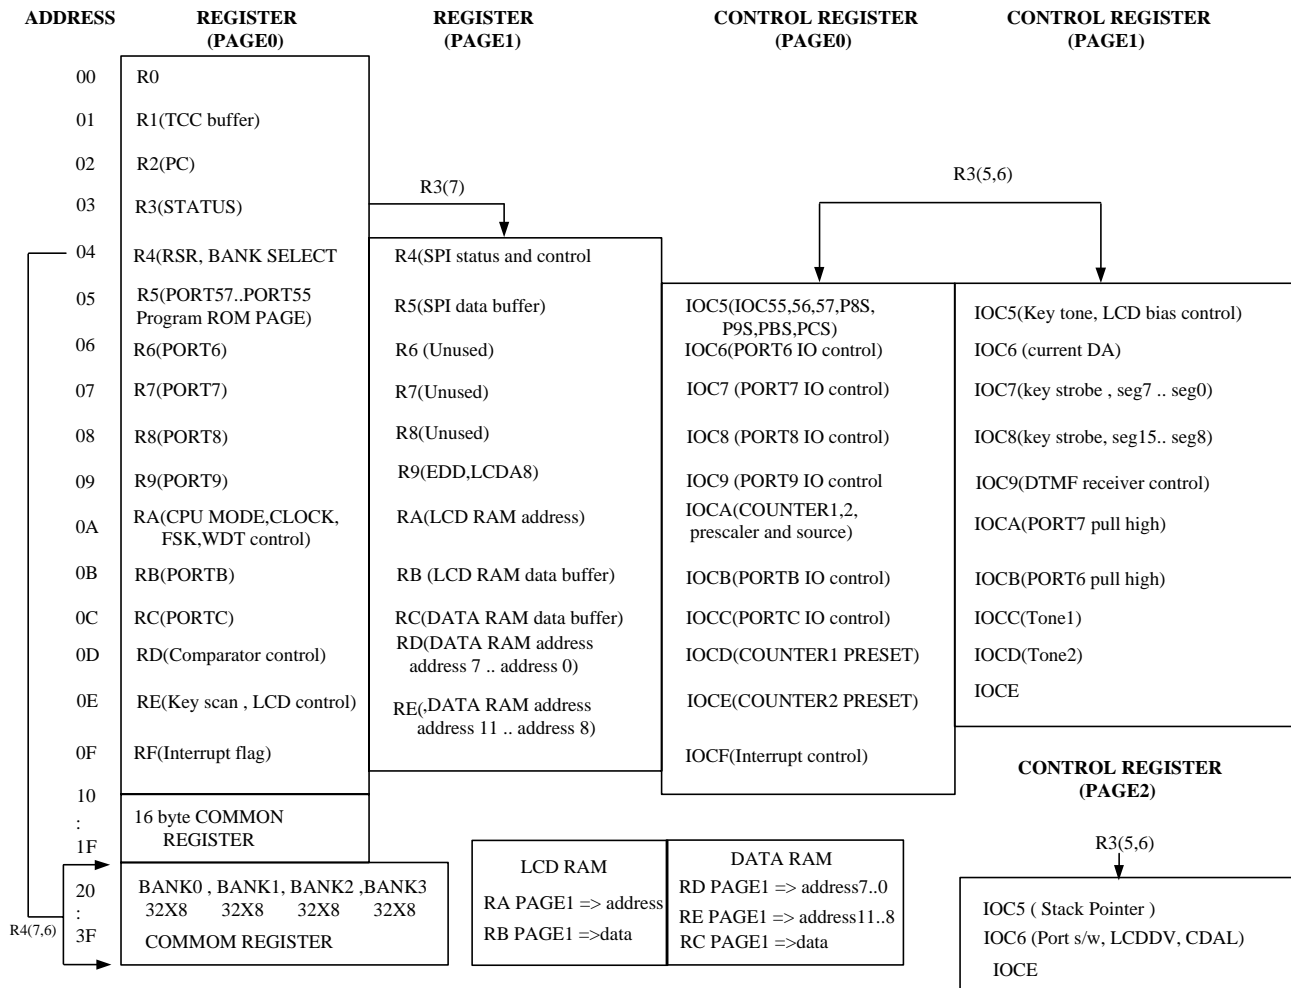 ADDRESS
REGISTER
(PAGE0)
REGISTER
(PAGE1)
CONTROL REGISTER
(PAGE0)
CONTROL REGISTER
(PAGE1)
00
R0
01
R1(TCC buffer)
02
R2(PC)
R3(7)
R3(5,6)
03
R3(STATUS)
04
R4(RSR, BANK SELECT
R4(SPI status and control
05
R5(PORT57..PORT55
Program ROM PAGE)
R5(SPI data buffer)
IOC5(IOC55,56,57,P8S,
P9S,PBS,PCS)
IOC5(Key tone, LCD bias control)
06
R6(PORT6)
R6 (Unused)
IOC6(PORT6 IO control)
IOC6 (current DA)
07
R7(PORT7)
R7(Unused)
IOC7 (PORT7 IO control)
IOC7(key strobe , seg7 .. seg0)
08
R8(PORT8)
R8(Unused)
IOC8 (PORT8 IO control)
IOC8(key strobe, seg15.. seg8)
09
R9(PORT9)
R9(EDD,LCDA8)
IOC9 (PORT9 IO control
IOC9(DTMF receiver control)
0A
RA(CPU MODE,CLOCK,
FSK,WDT control)
RA(LCD RAM address)
IOCA(COUNTER1,2,
prescaler and source)
IOCA(PORT7 pull high)
0B
RB(PORTB)
RB (LCD RAM data buffer)
IOCB(PORTB IO control)
IOCB(PORT6 pull high)
0C
RC(PORTC)
RC(DATA RAM data buffer)
IOCC(PORTC IO control)
IOCC(Tone1)
0D
RD(Comparator control)
RD(DATA RAM address
address 7 .. address 0)
IOCD(COUNTER1 PRESET)
IOCD(Tone2)
0E
RE(Key scan , LCD control)
RE(,DATA RAM address
address 11 .. address 8)
IOCE(COUNTER2 PRESET)
IOCE
0F
RF(Interrupt flag)
IOCF(Interrupt control)
CONTROL REGISTER
(PAGE2)
10
:
1F
16 byte COMMON
REGISTER
R3(5,6)
20
:
3F
R4(7,6)
BANK0 , BANK1, BANK2 ,BANK3
32X8 32X8 32X8 32X8
COMMOM REGISTER
LCD RAM
RA PAGE1 => address
RB PAGE1 =>data
DATA RAM
RD PAGE1 => address7..0
RE PAGE1 => address11..8
RC PAGE1 =>data
IOC5 ( Stack Pointer )
IOC6 (Port s/w, LCDDV, CDAL)
IOCE